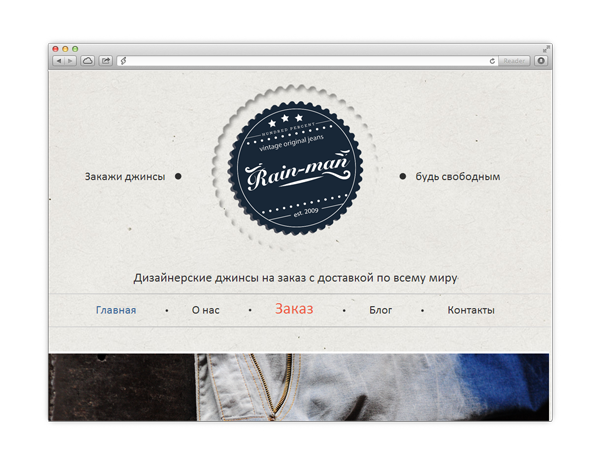 Reader
HUNDRED PERCENT
vintage original jeans
Rain-man
est. 2009
Закажи джинсы
будь свободным
Дизайнерские джинсы на заказ с доставкой по всему миру
Главная • О нас • Заказ • Блог • Контакты